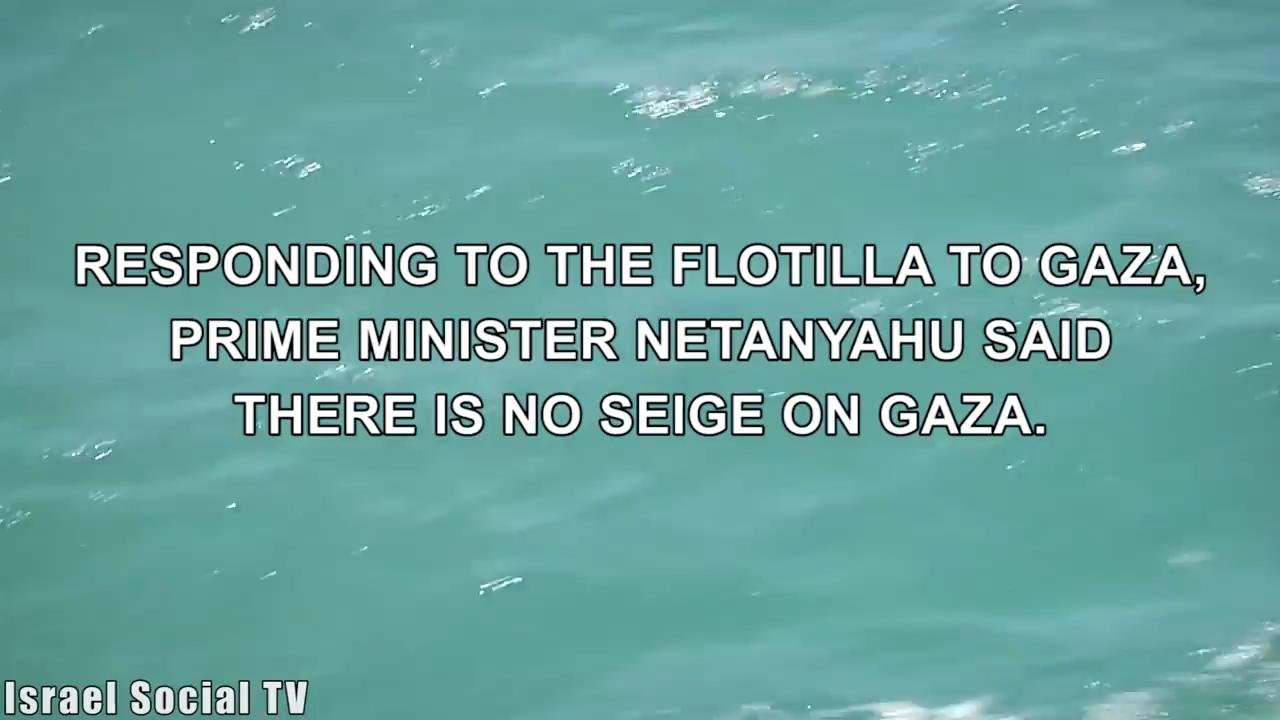 RESPONDING TO THE FLOTILLA TO GAZA,
PRIME MINISTER NETANYAHU SAID
THERE IS NO SEIGE ON GAZA.
Israel Social TV